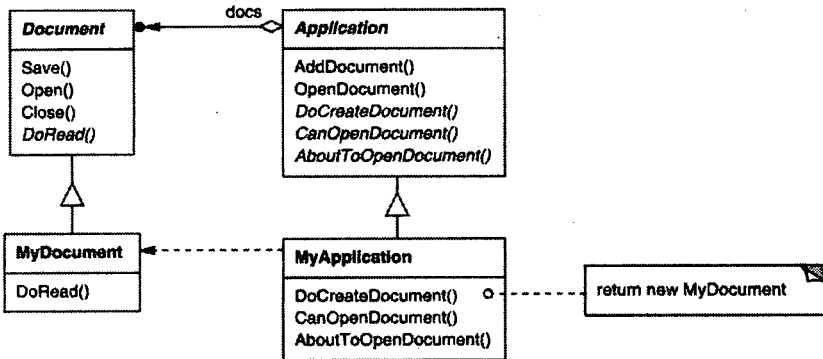 docs
Document
Save()
Open()
Close()
DoRead()
Application
AddDocument()
OpenDocument()
DoCreateDocument()
CanOpenDocument()
AboutToOpenDocument()
MyDocument
DoRead()
MyApplication
DoCreateDocument()
CanOpenDocument()
AboutToOpenDocument()
return new MyDocument